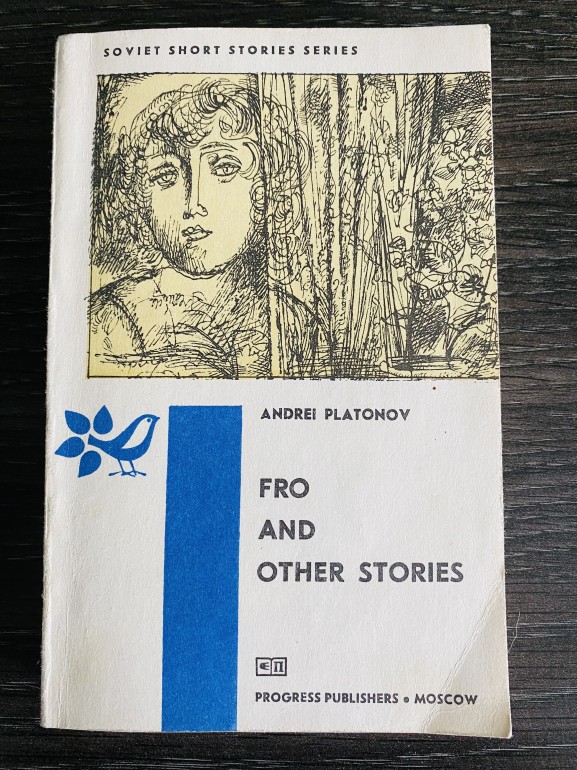 SOVIET SHORT STORIES SERIES
ANDREI PLATONOV
FRO
AND
OTHER STORIES
PROGRESS PUBLISHERS • MOSCOW